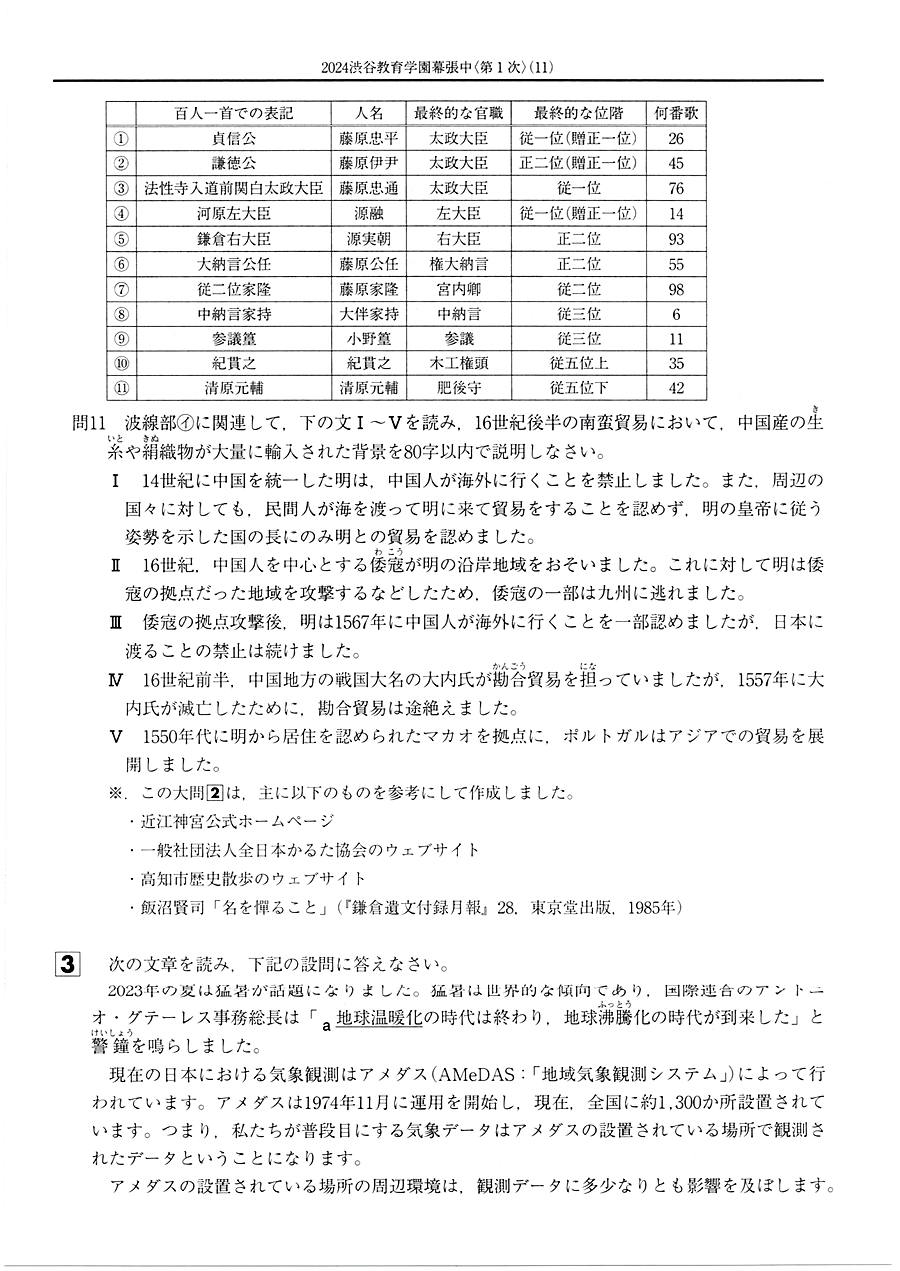 2024渋谷教育学園幕張中〈第1次〉(11)
百人一首での表記 人名 最終的な官職 最終的な位階 何番歌
① 貞信公 藤原忠平 太政大臣 従一位(贈正一位) 26
② 謙徳公 藤原伊尹 太政大臣 正二位(贈正一位) 45
③ 法性寺入道前関白太政大臣 藤原忠通 太政大臣 従一位 76
④ 河原左大臣 源融 左大臣 従一位(贈正一位) 14
⑤ 鎌倉右大臣 源実朝 右大臣 正二位 93
⑥ 大納言公任 藤原公任 権大納言 正二位 55
⑦ 従二位家隆 藤原家隆 宮内卿 従二位 98
⑧ 中納言家持 大伴家持 中納言 従三位 6
⑨ 参議篁 小野篁 参議 従三位 11
⑩ 紀貫之 紀貫之 木工権頭 従五位上 35
⑪ 清原元輔 清原元輔 肥後守 従五位下 42
問11 波線部㋑に関連して，下の文Ⅰ～Ⅴを読み，16世紀後半の南蛮貿易において，中国産の生
糸や絹織物が大量に輸入された背景を80字以内で説明しなさい。
Ⅰ 14世紀に中国を統一した明は，中国人が海外に行くことを禁止しました。また，周辺の
国々に対しても，民間人が海を渡って明に来て貿易をすることを認めず，明の皇帝に従う
姿勢を示した国の長にのみ明との貿易を認めました。
Ⅱ 16世紀，中国人を中心とする倭寇が明の沿岸地域をおそいました。これに対して明は倭
寇の拠点だった地域を攻撃するなどしたため，倭寇の一部は九州に逃れました。
Ⅲ 倭寇の拠点攻撃後，明は1567年に中国人が海外に行くことを一部認めましたが，日本に
渡ることの禁止は続けました。
Ⅳ 16世紀前半，中国地方の戦国大名の大内氏が勘合貿易を担っていましたが，1557年に大
内氏が滅亡したために，勘合貿易は途絶えました。
Ⅴ 1550年代に明から居住を認められたマカオを拠点に，ポルトガルはアジアでの貿易を展
開しました。
※．この大問2は，主に以下のものを参考にして作成しました。
・近江神宮公式ホームページ
・一般社団法人全日本かるた協会のウェブサイト
・高知市歴史散歩のウェブサイト
・飯沼賢司「名を憚ること」(『鎌倉遺文付録月報』28，東京堂出版，1985年)
3 次の文章を読み，下記の設問に答えなさい。
2023年の夏は猛暑が話題になりました。猛暑は世界的な傾向であり，国際連合のアントニ
オ・グテーレス事務総長は「a地球温暖化の時代は終わり，地球沸騰化の時代が到来した」と
警鐘を鳴らしました。
現在の日本における気象観測はアメダス(AMeDAS：「地域気象観測システム」)によって行
われています。アメダスは1974年11月に運用を開始し，現在，全国に約1,300か所設置されて
います。つまり，私たちが普段目にする気象データはアメダスの設置されている場所で観測さ
れたデータということになります。
アメダスの設置されている場所の周辺環境は，観測データに多少なりとも影響を及ぼします。